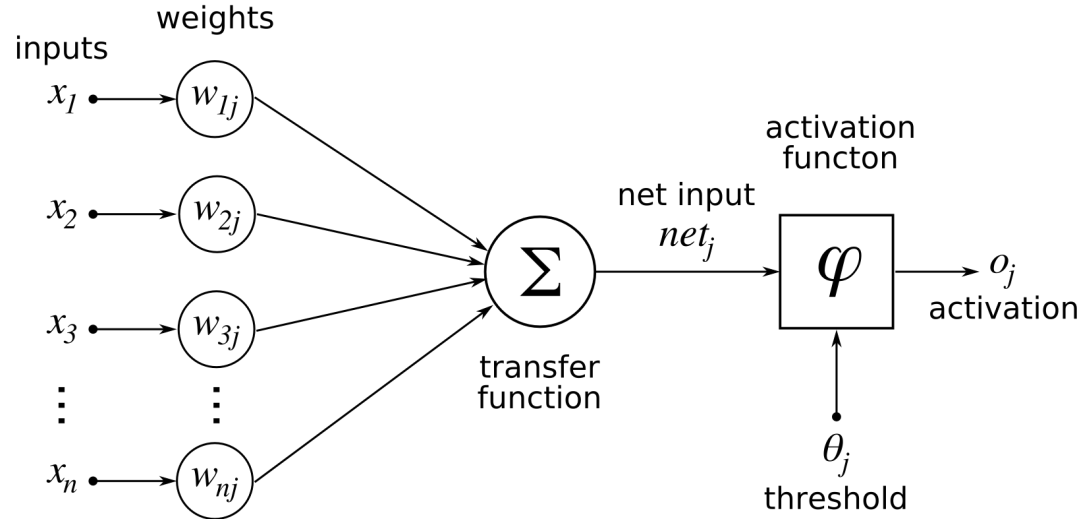 weights
inputs
x1
w1j
x2
w2j
x3
w3j
⋮ ⋮
xn
wnj
Σ
transfer
function
net input
netj
activation
functon
φ
oj
activation
θj
threshold